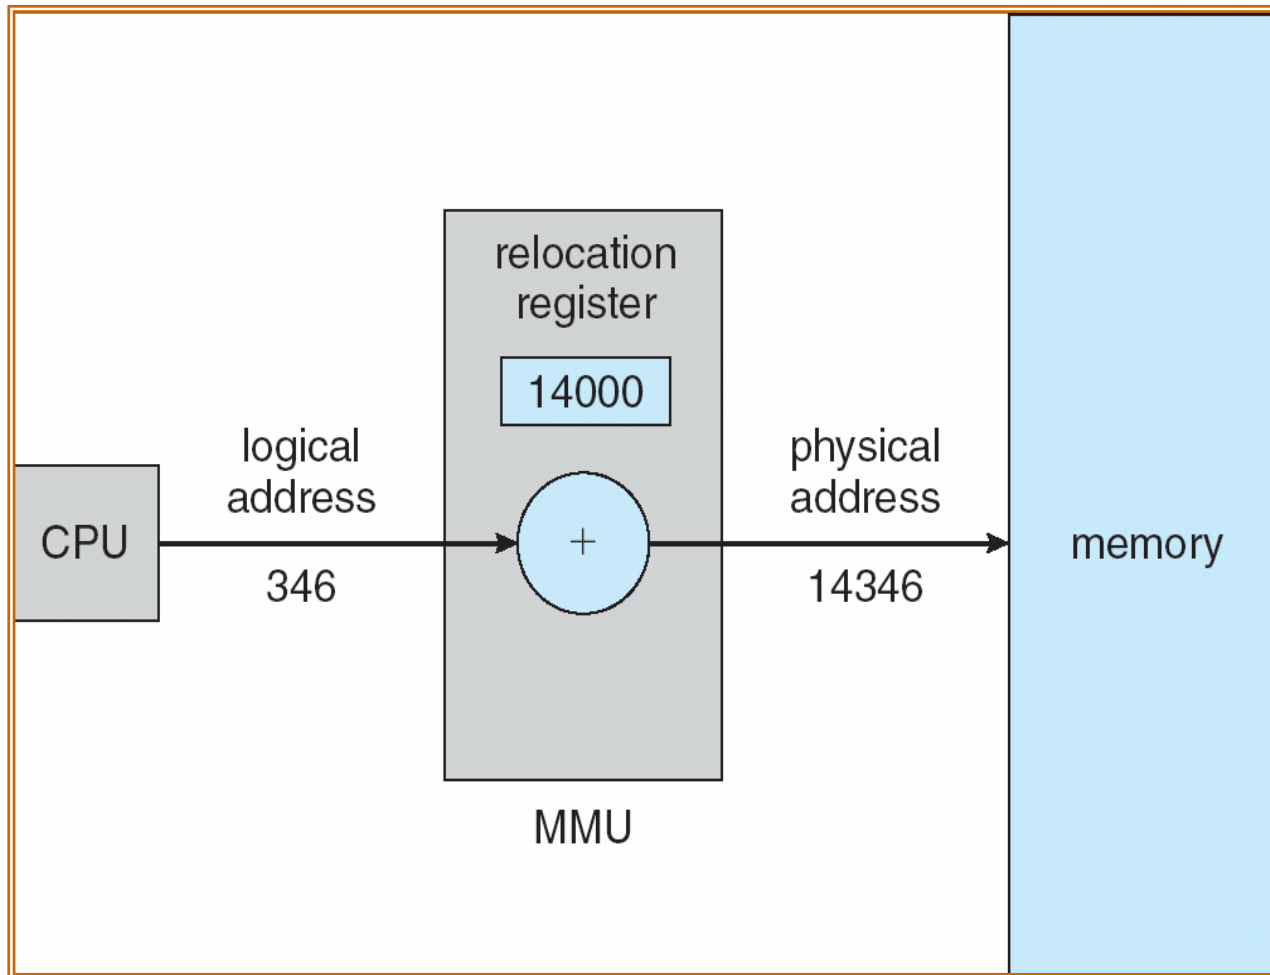 relocation
register
14000
logical
address
physical
address
CPU
+
memory
346
14346
MMU